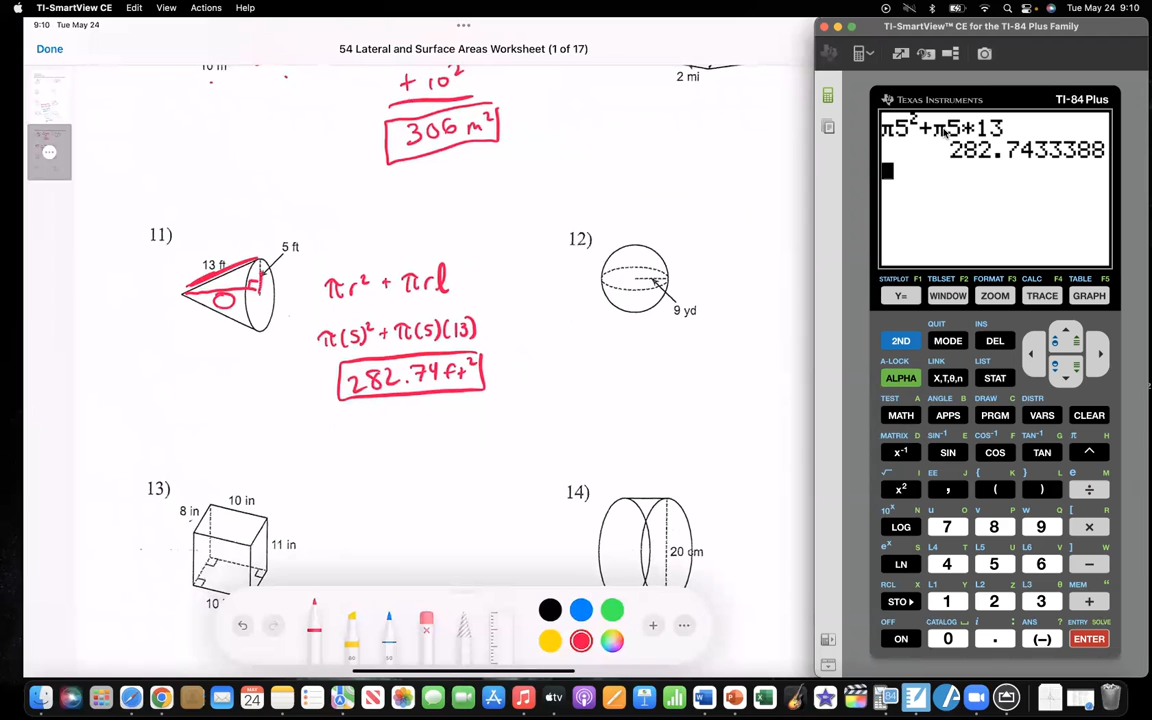 TI-SmartView CE File Edit View Actions Help Tue May 24 9:10
9:10 Tue May 24
Done
54 Lateral and Surface Areas Worksheet (1 of 17)
+ 10²
306 m²
2 mi
11)
5 ft
13 ft
πr² + πrl
π(5)² + π(5)(13)
282.74 ft²
12)
9 yd
13)
10 in
8 in
11 in
10
14)
20 cm
TI-SmartView™ CE for the TI-84 Plus Family
TEXAS INSTRUMENTS TI-84 Plus
π5²+π5*13
282.7433388
STATPLOT F1 TBLSET F2 FORMAT F3 CALC F4 TABLE F5
Y= WINDOW ZOOM TRACE GRAPH
QUIT INS
2ND MODE DEL
A-LOCK LINK LIST
ALPHA X,T,θ,n STAT
TEST A ANGLE B DRAW C DISTR
MATH APPS PRGM VARS CLEAR
MATRIX D SIN⁻¹ E COS⁻¹ F TAN⁻¹ G π H
x⁻¹ SIN COS TAN ^
√ I EE J { K } L e M
x² , ( ) ÷
10ˣ N u O v P w Q [ R
LOG 7 8 9 ×
eˣ S L4 T L5 U L6 V ] W
LN 4 5 6 −
RCL X L1 Y L2 Z L3 θ MEM "
STO▸ 1 2 3 +
OFF CATALOG ␣ i : ANS ? ENTRY SOLVE
ON 0 . (−) ENTER